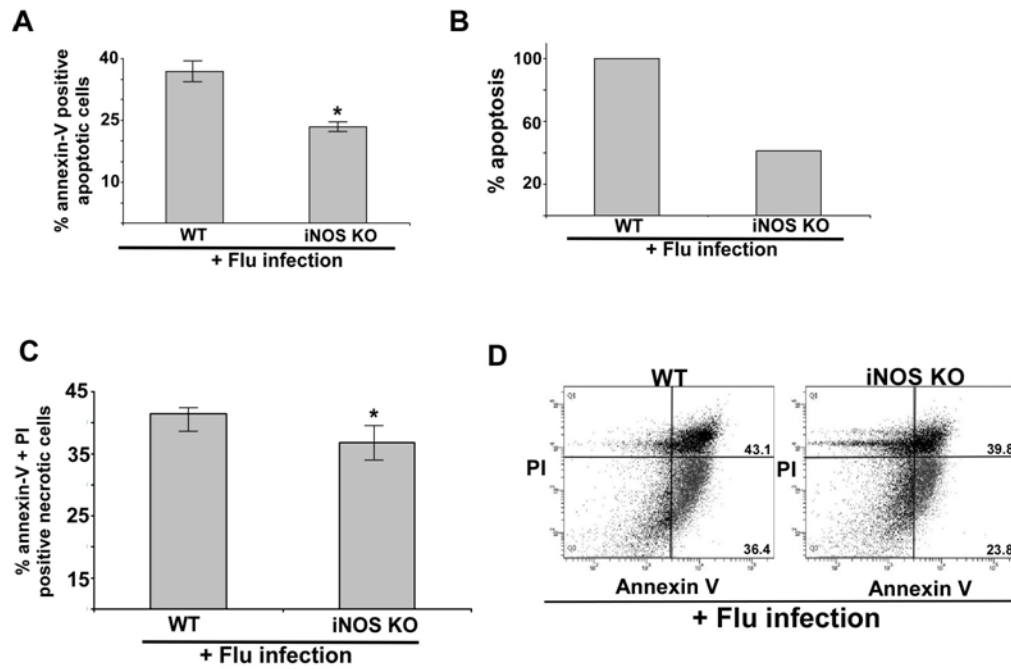 A
% annexin-V positive
apoptotic cells
40
25
10
*
WT
iNOS KO
+ Flu infection
B
% apoptosis
100
80
60
20
WT
iNOS KO
+ Flu infection
C
% annexin-V + PI
positive necrotic cells
45
35
25
10
*
WT
iNOS KO
+ Flu infection
D
WT
iNOS KO
PI
43.1
36.4
PI
39.8
23.8
Annexin V
Annexin V
+ Flu infection